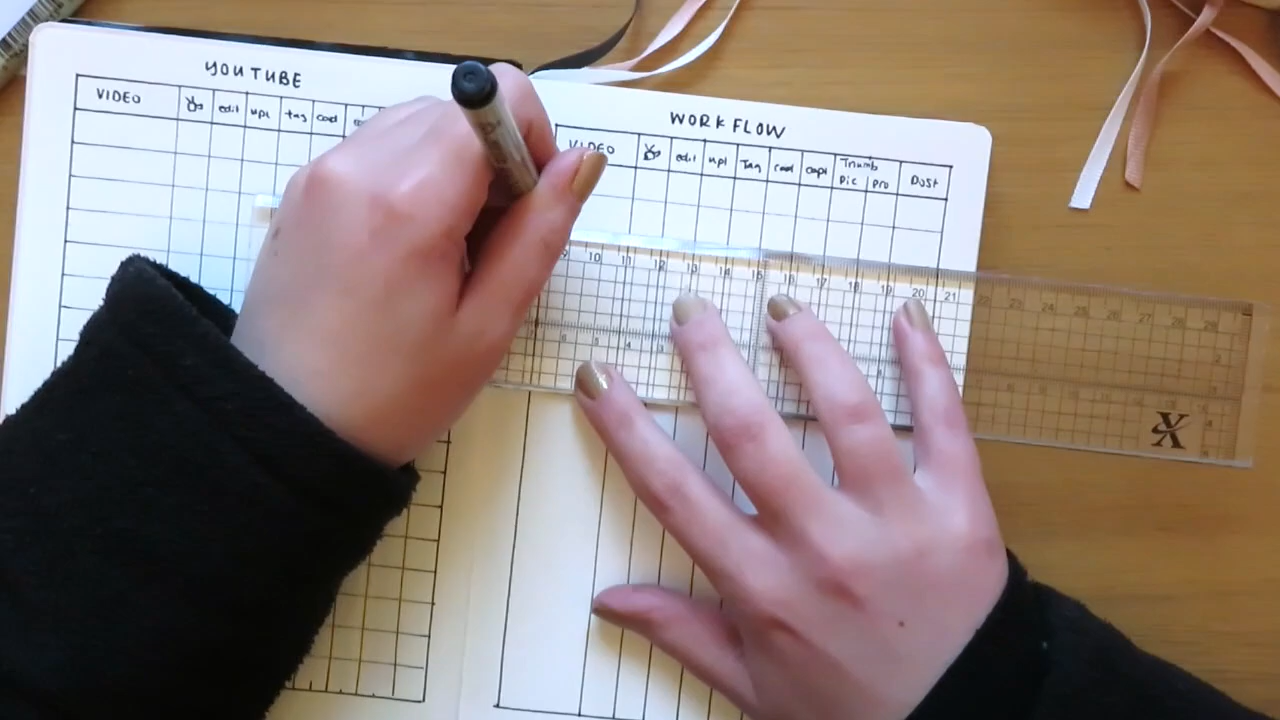 YOUTUBE
VIDEO edit upl tag card
WORKFLOW
VIDEO edit upl Tag card capt Thumb Post
Pic pro
9 10 11 12 13 14 15 16 17 18 19 20 21 22 23 24 25 26 27 28 29
X